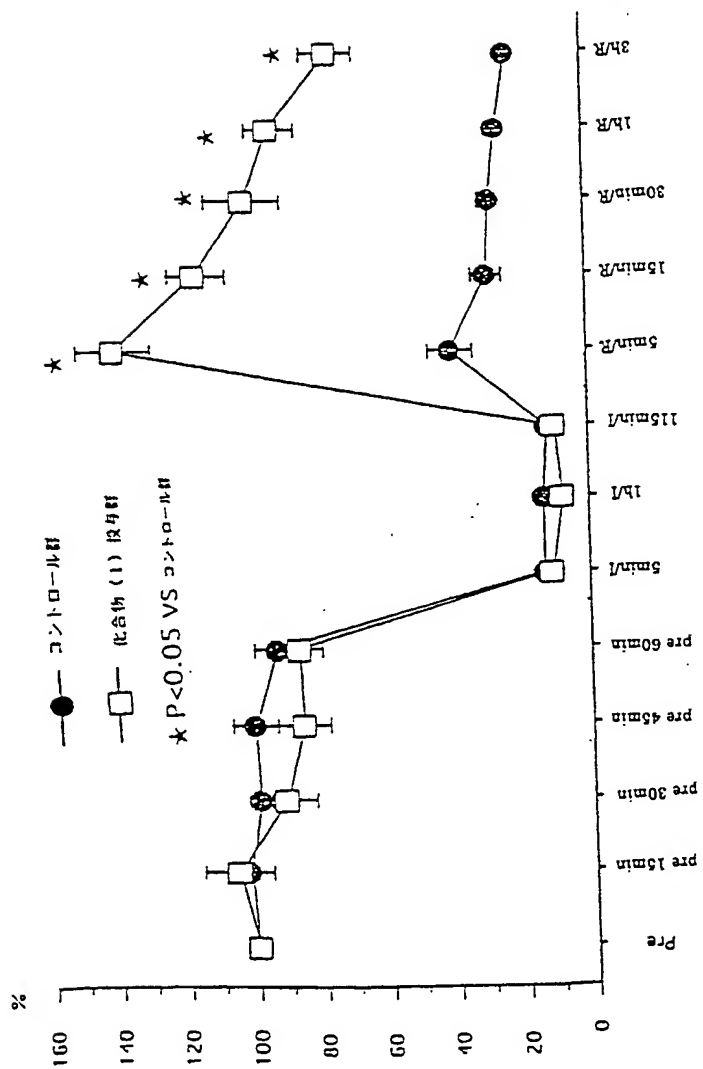 %
160
140
120
100
80
60
40
20
0
コントロール群
化合物 (1) 投与群
★ P<0.05 VS コントロール群
Pre
pre 15min
pre 30min
pre 45min
pre 60min
5min/I
1h/I
115min/I
5min/R
15min/R
30min/R
1h/R
3h/R